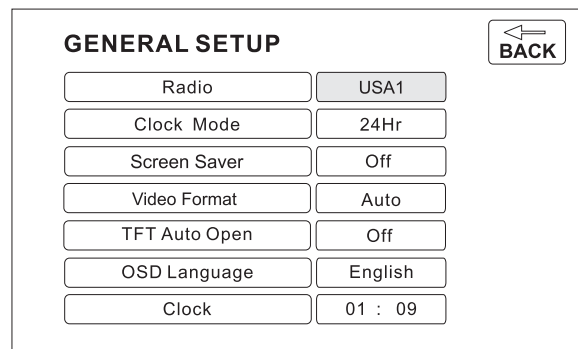 GENERAL SETUP
BACK
Radio USA1
Clock Mode 24Hr
Screen Saver Off
Video Format Auto
TFT Auto Open Off
OSD Language English
Clock 01 : 09